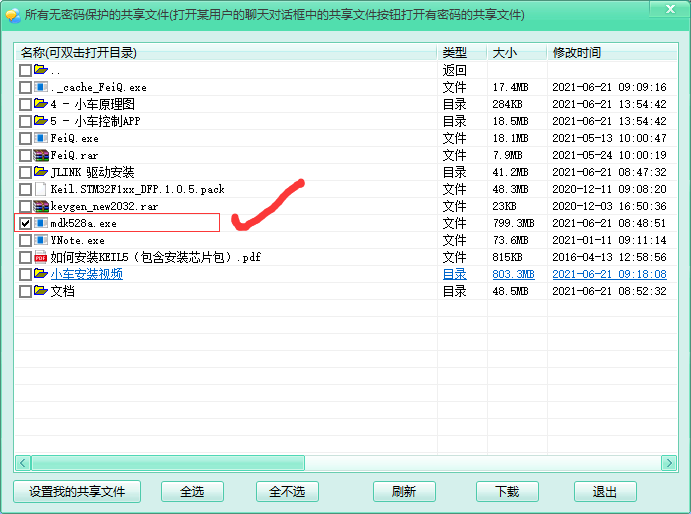 所有无密码保护的共享文件(打开某用户的聊天对话框中的共享文件按钮打开有密码的共享文件)
名称(可双击打开目录) 类型 大小 修改时间
.. 返回
._cache_FeiQ.exe 文件 17.4MB 2021-06-21 09:09:16
4 - 小车原理图 目录 284KB 2021-06-21 13:54:42
5 - 小车控制APP 目录 18.5MB 2021-06-21 13:54:42
FeiQ.exe 文件 18.1MB 2021-05-13 10:00:47
FeiQ.rar 文件 7.9MB 2021-05-24 10:00:19
JLINK 驱动安装 目录 41.2MB 2021-06-21 08:47:32
Keil.STM32F1xx_DFP.1.0.5.pack 文件 48.3MB 2020-12-11 09:08:20
keygen_new2032.rar 文件 23KB 2020-12-03 16:50:36
mdk528a.exe 文件 799.3MB 2021-06-21 08:48:51
YNote.exe 文件 73.6MB 2021-01-11 09:11:14
如何安装KEIL5（包含安装芯片包）.pdf 文件 815KB 2016-04-13 12:58:56
小车安装视频 目录 803.3MB 2021-06-21 09:18:08
文档 目录 48.5MB 2021-06-21 08:52:32
设置我的共享文件 全选 全不选 刷新 下载 退出